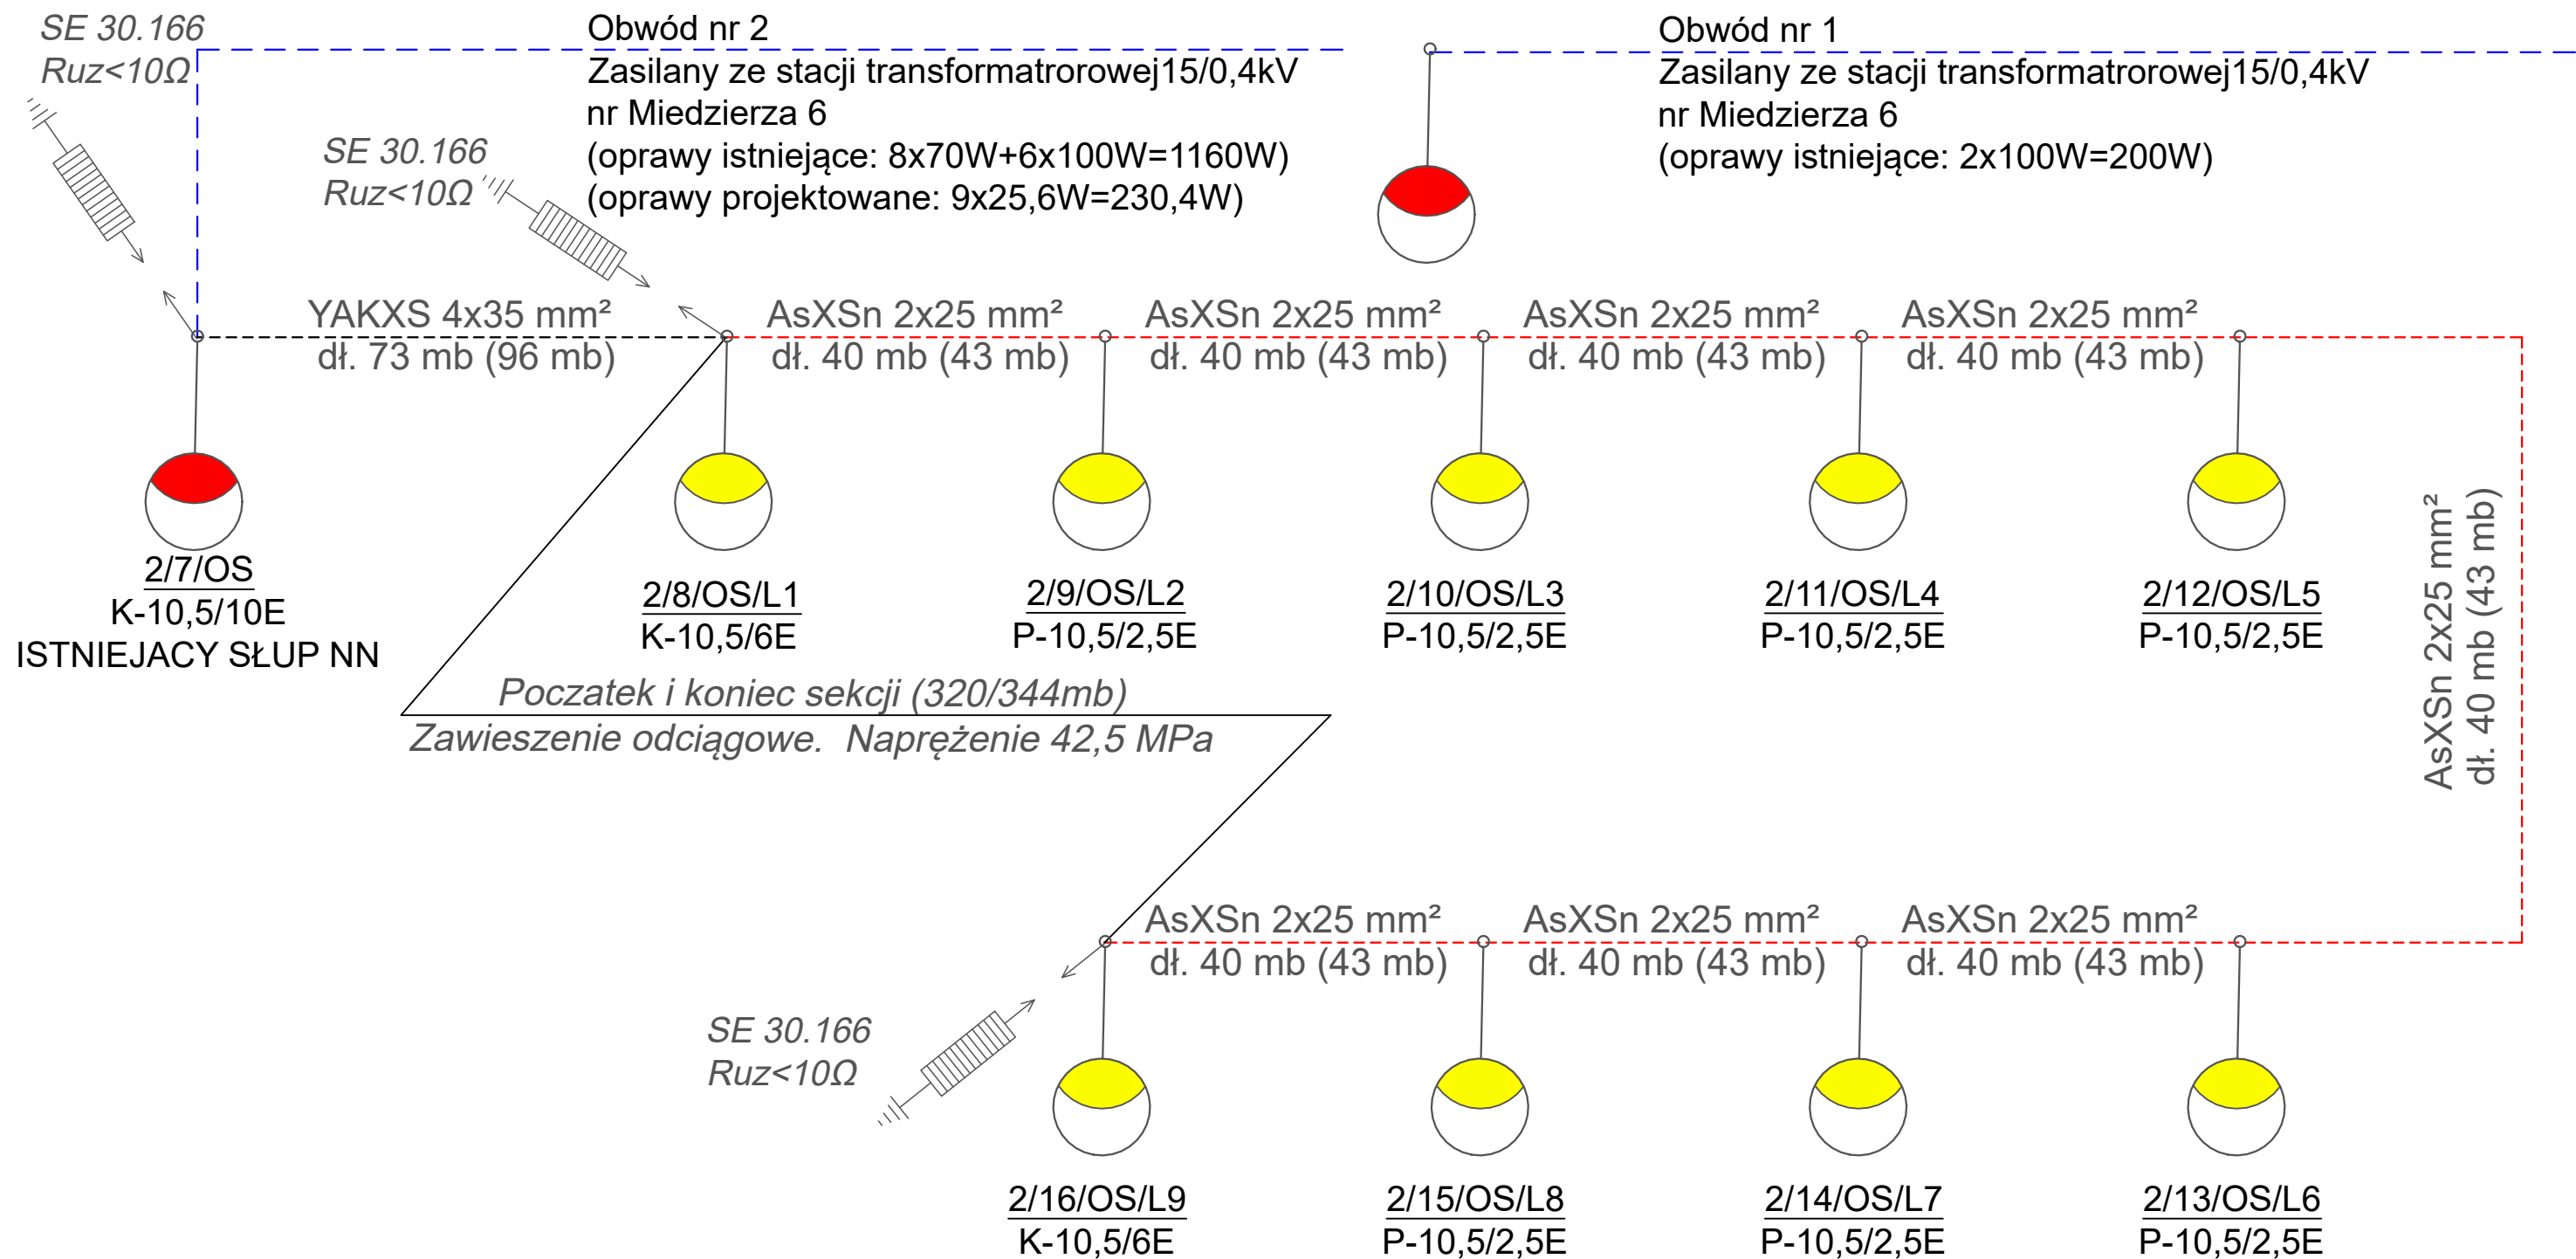 SE 30.166
Ruz<10Ω
Obwód nr 2
Zasilany ze stacji transformatrorowej15/0,4kV
nr Miedzierza 6
(oprawy istniejące: 8x70W+6x100W=1160W)
(oprawy projektowane: 9x25,6W=230,4W)
Obwód nr 1
Zasilany ze stacji transformatrorowej15/0,4kV
nr Miedzierza 6
(oprawy istniejące: 2x100W=200W)
SE 30.166
Ruz<10Ω
YAKXS 4x35 mm²
dł. 73 mb (96 mb)
AsXSn 2x25 mm²
dł. 40 mb (43 mb)
AsXSn 2x25 mm²
dł. 40 mb (43 mb)
AsXSn 2x25 mm²
dł. 40 mb (43 mb)
AsXSn 2x25 mm²
dł. 40 mb (43 mb)
2/7/OS
K-10,5/10E
ISTNIEJACY SŁUP NN
2/8/OS/L1
K-10,5/6E
2/9/OS/L2
P-10,5/2,5E
2/10/OS/L3
P-10,5/2,5E
2/11/OS/L4
P-10,5/2,5E
2/12/OS/L5
P-10,5/2,5E
AsXSn 2x25 mm²
dł. 40 mb (43 mb)
Poczatek i koniec sekcji (320/344mb)
Zawieszenie odciągowe. Naprężenie 42,5 MPa
AsXSn 2x25 mm²
dł. 40 mb (43 mb)
AsXSn 2x25 mm²
dł. 40 mb (43 mb)
AsXSn 2x25 mm²
dł. 40 mb (43 mb)
SE 30.166
Ruz<10Ω
2/16/OS/L9
K-10,5/6E
2/15/OS/L8
P-10,5/2,5E
2/14/OS/L7
P-10,5/2,5E
2/13/OS/L6
P-10,5/2,5E